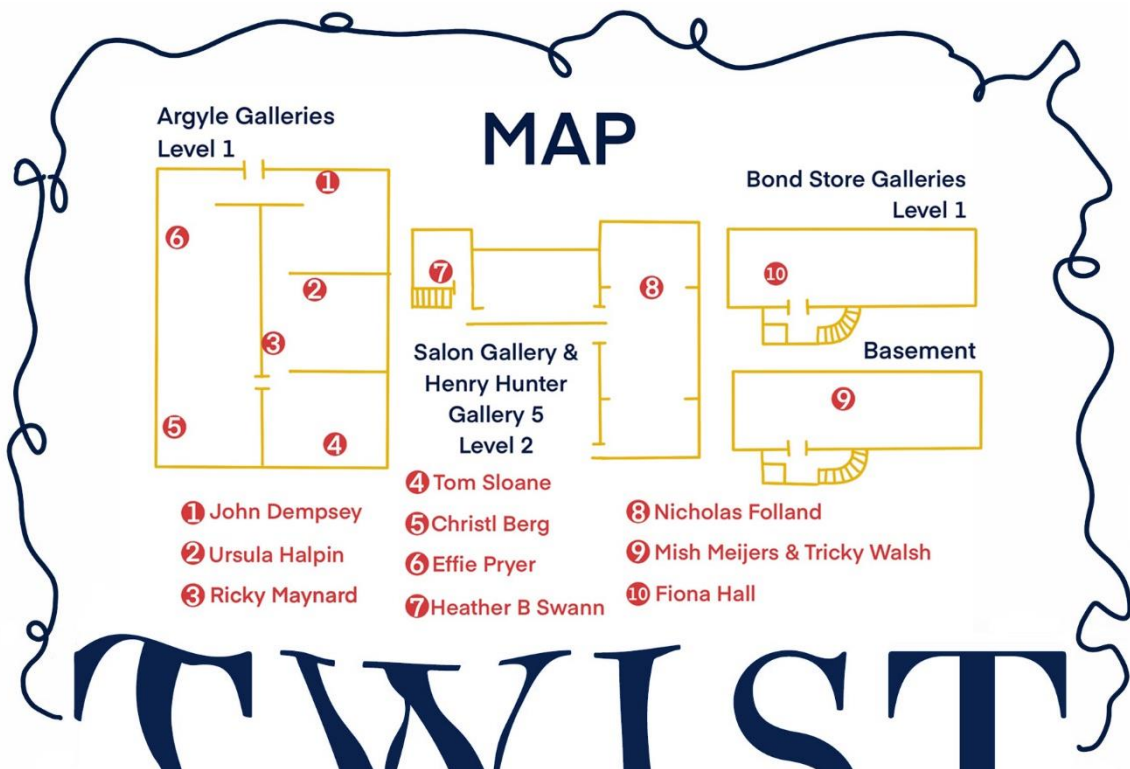 MAP
Argyle Galleries
Level 1
1
6
2
3
5
4
7
8
Salon Gallery &
Henry Hunter
Gallery 5
Level 2
Bond Store Galleries
Level 1
10
Basement
9
1 John Dempsey
2 Ursula Halpin
3 Ricky Maynard
4 Tom Sloane
5 Christl Berg
6 Effie Pryer
7 Heather B Swann
8 Nicholas Folland
9 Mish Meijers & Tricky Walsh
10 Fiona Hall
TWIST